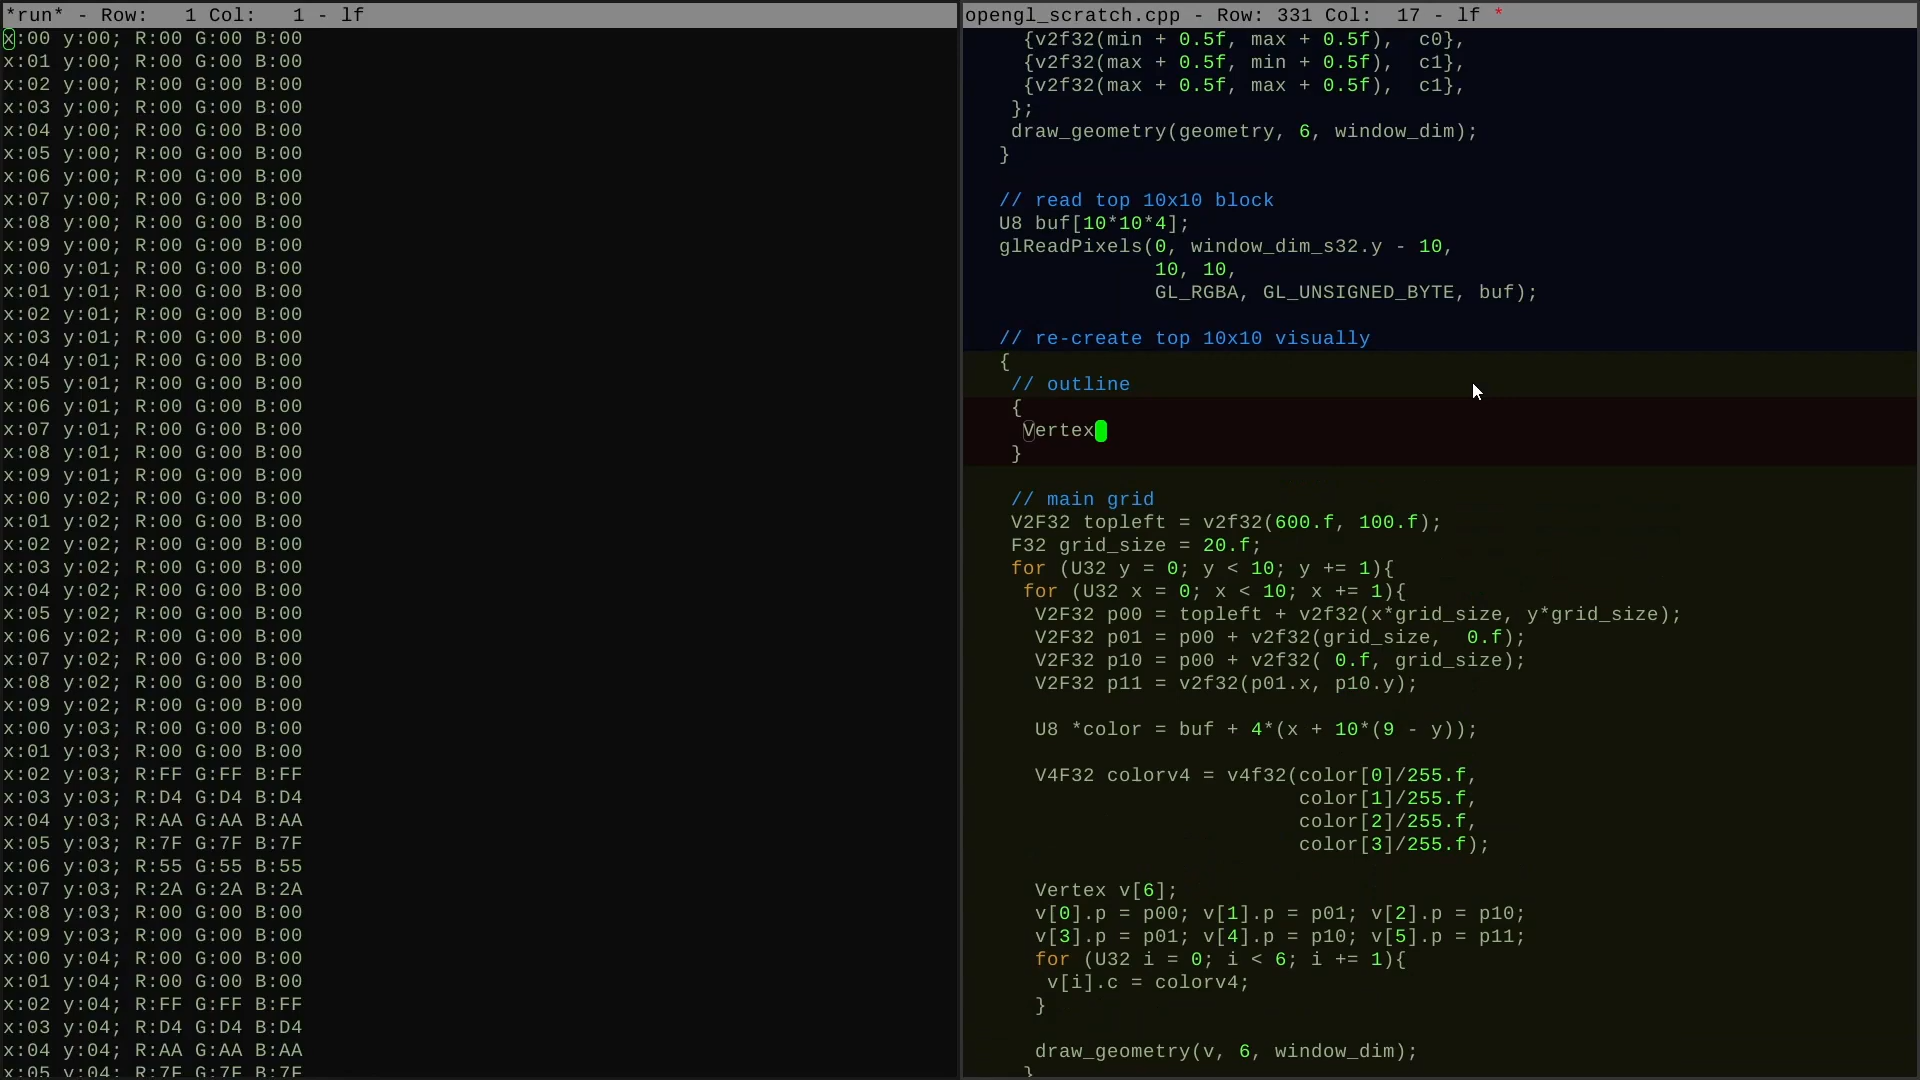 *run* - Row:   1 Col:   1 - lf
x:00 y:00; R:00 G:00 B:00
x:01 y:00; R:00 G:00 B:00
x:02 y:00; R:00 G:00 B:00
x:03 y:00; R:00 G:00 B:00
x:04 y:00; R:00 G:00 B:00
x:05 y:00; R:00 G:00 B:00
x:06 y:00; R:00 G:00 B:00
x:07 y:00; R:00 G:00 B:00
x:08 y:00; R:00 G:00 B:00
x:09 y:00; R:00 G:00 B:00
x:00 y:01; R:00 G:00 B:00
x:01 y:01; R:00 G:00 B:00
x:02 y:01; R:00 G:00 B:00
x:03 y:01; R:00 G:00 B:00
x:04 y:01; R:00 G:00 B:00
x:05 y:01; R:00 G:00 B:00
x:06 y:01; R:00 G:00 B:00
x:07 y:01; R:00 G:00 B:00
x:08 y:01; R:00 G:00 B:00
x:09 y:01; R:00 G:00 B:00
x:00 y:02; R:00 G:00 B:00
x:01 y:02; R:00 G:00 B:00
x:02 y:02; R:00 G:00 B:00
x:03 y:02; R:00 G:00 B:00
x:04 y:02; R:00 G:00 B:00
x:05 y:02; R:00 G:00 B:00
x:06 y:02; R:00 G:00 B:00
x:07 y:02; R:00 G:00 B:00
x:08 y:02; R:00 G:00 B:00
x:09 y:02; R:00 G:00 B:00
x:00 y:03; R:00 G:00 B:00
x:01 y:03; R:00 G:00 B:00
x:02 y:03; R:FF G:FF B:FF
x:03 y:03; R:D4 G:D4 B:D4
x:04 y:03; R:AA G:AA B:AA
x:05 y:03; R:7F G:7F B:7F
x:06 y:03; R:55 G:55 B:55
x:07 y:03; R:2A G:2A B:2A
x:08 y:03; R:00 G:00 B:00
x:09 y:03; R:00 G:00 B:00
x:00 y:04; R:00 G:00 B:00
x:01 y:04; R:00 G:00 B:00
x:02 y:04; R:FF G:FF B:FF
x:03 y:04; R:D4 G:D4 B:D4
x:04 y:04; R:AA G:AA B:AA
x:05 y:04; R:7F G:7F B:7F
opengl_scratch.cpp - Row: 331 Col:  17 - lf *
{v2f32(min + 0.5f, max + 0.5f),  c0},
{v2f32(max + 0.5f, min + 0.5f),  c1},
{v2f32(max + 0.5f, max + 0.5f),  c1},
};
draw_geometry(geometry, 6, window_dim);
}
// read top 10x10 block
U8 buf[10*10*4];
glReadPixels(0, window_dim_s32.y - 10,
10, 10,
GL_RGBA, GL_UNSIGNED_BYTE, buf);
// re-create top 10x10 visually
{
// outline
{
Vertex
}
// main grid
V2F32 topleft = v2f32(600.f, 100.f);
F32 grid_size = 20.f;
for (U32 y = 0; y < 10; y += 1){
for (U32 x = 0; x < 10; x += 1){
V2F32 p00 = topleft + v2f32(x*grid_size, y*grid_size);
V2F32 p01 = p00 + v2f32(grid_size,  0.f);
V2F32 p10 = p00 + v2f32( 0.f, grid_size);
V2F32 p11 = v2f32(p01.x, p10.y);
U8 *color = buf + 4*(x + 10*(9 - y));
V4F32 colorv4 = v4f32(color[0]/255.f,
color[1]/255.f,
color[2]/255.f,
color[3]/255.f);
Vertex v[6];
v[0].p = p00; v[1].p = p01; v[2].p = p10;
v[3].p = p01; v[4].p = p10; v[5].p = p11;
for (U32 i = 0; i < 6; i += 1){
v[i].c = colorv4;
}
draw_geometry(v, 6, window_dim);
}